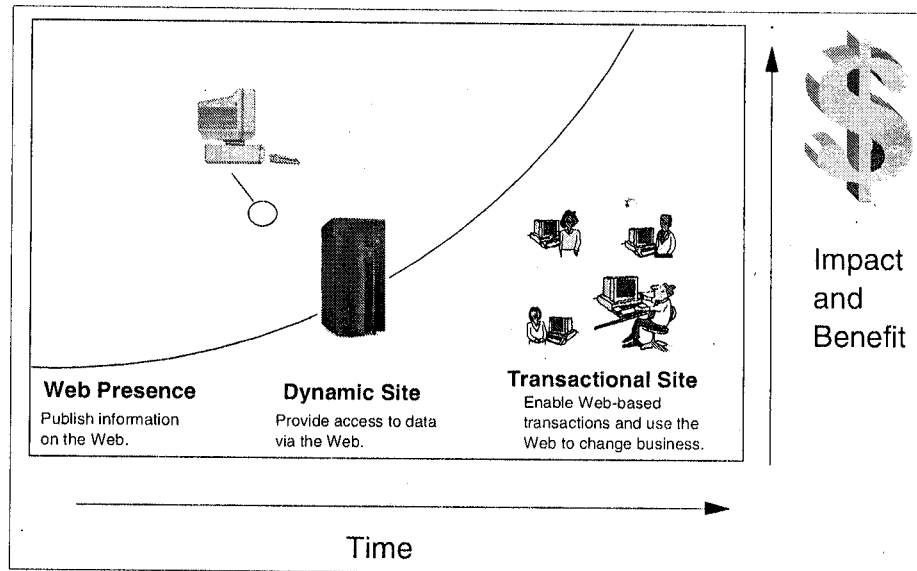 $
Impact
and
Benefit
Web Presence
Publish information
on the Web.
Dynamic Site
Provide access to data
via the Web.
Transactional Site
Enable Web-based
transactions and use the
Web to change business.
Time